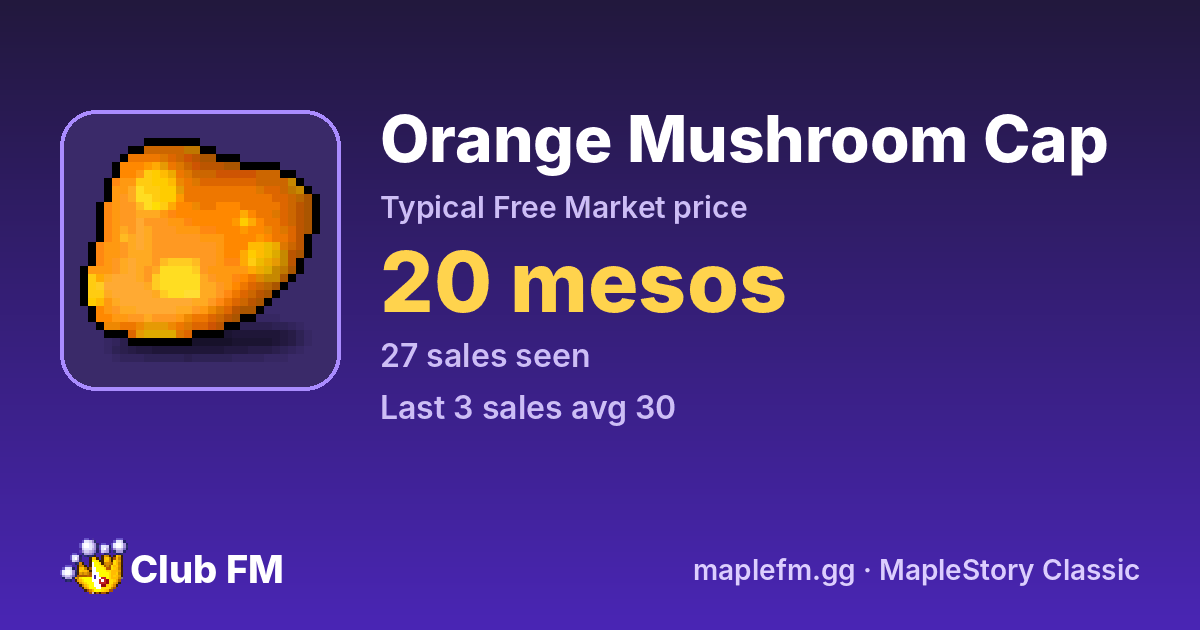 Orange Mushroom Cap
Typical Free Market price
20 mesos
27 sales seen
Last 3 sales avg 30
Club FM
maplefm.gg · MapleStory Classic